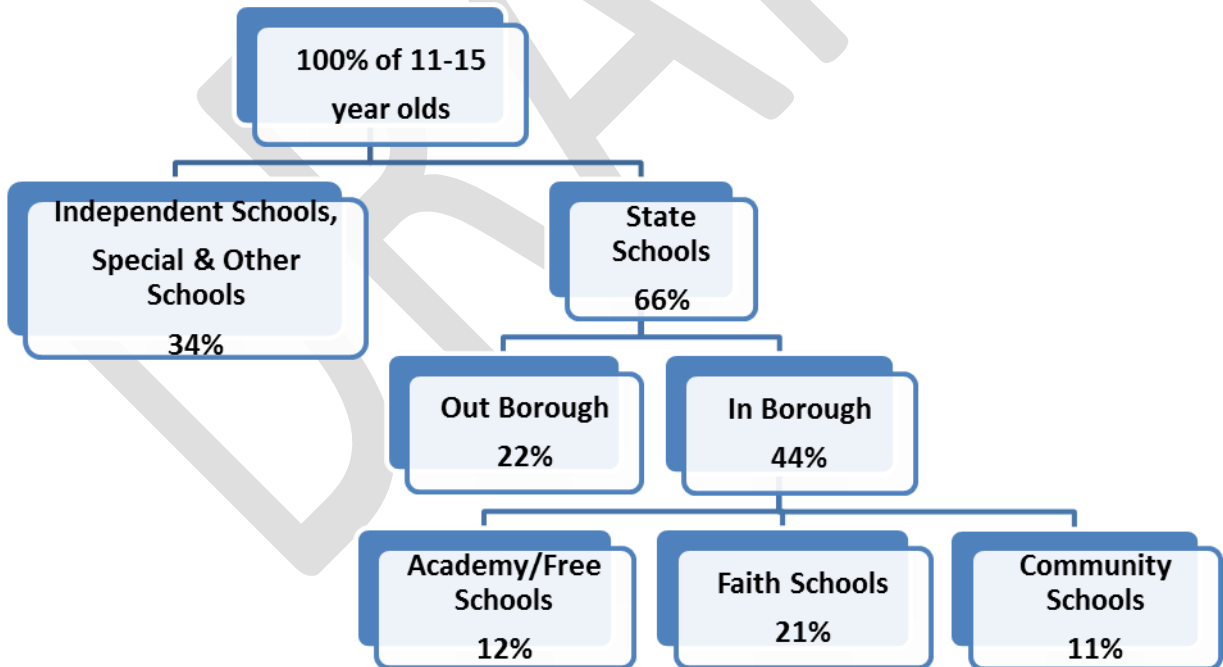 100% of 11-15
year olds
Independent Schools,
Special & Other
Schools
34%
State
Schools
66%
Out Borough
22%
In Borough
44%
Academy/Free
Schools
12%
Faith Schools
21%
Community
Schools
11%